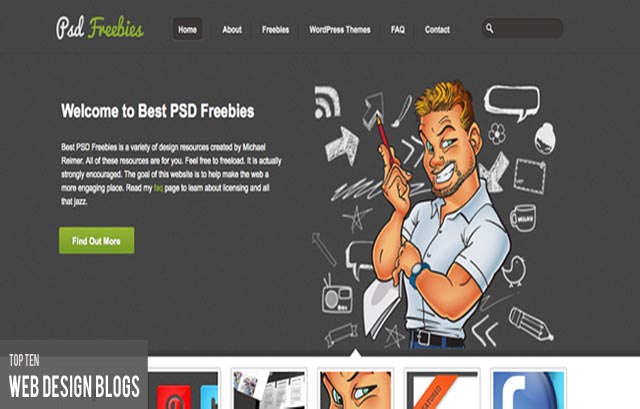 Psd Freebies
Home About Freebies WordPress Themes FAQ Contact
Welcome to Best PSD Freebies
Best PSD Freebies is a variety of design resources created by Michael
Reimer. All of these resources are for you. Feel free to freeload. It is actually
strongly encouraged. The goal of this website is to help make the web a
more engaging place. Read my faq page to learn about licensing and all
that jazz.
Find Out More
TOP TEN
WEB DESIGN BLOGS
FEATURED